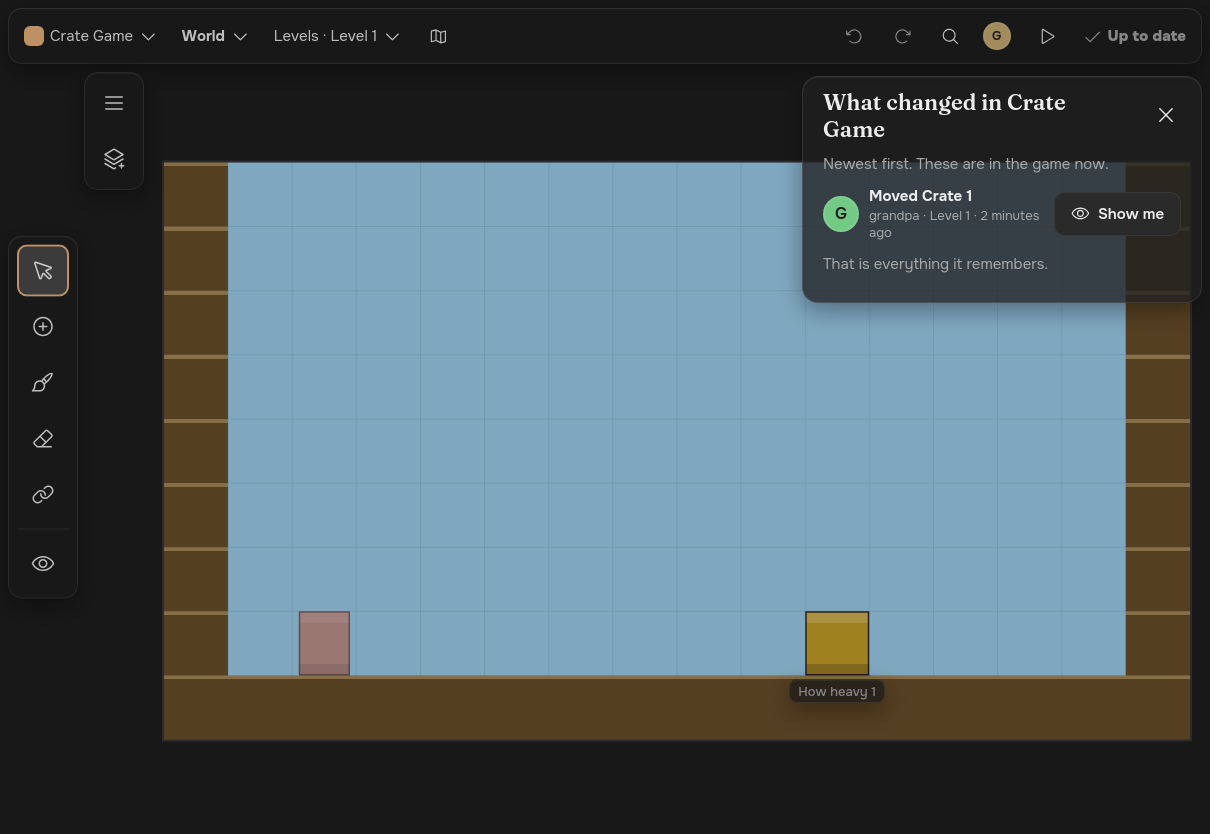 Crate Game
World
Levels · Level 1
G
Up to date
What changed in Crate
Game
Newest first. These are in the game now.
G
Moved Crate 1
grandpa · Level 1 · 2 minutes
ago
Show me
That is everything it remembers.
How heavy 1